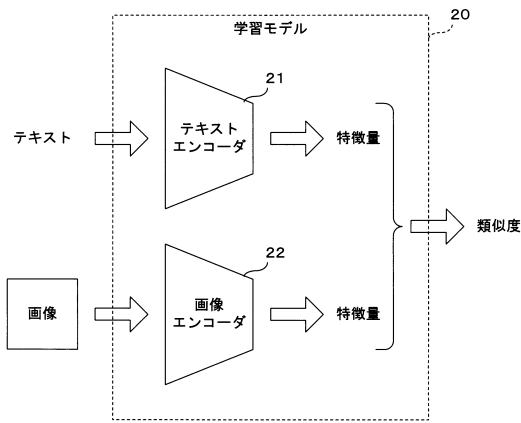 20
学習モデル
21
テキスト
テキスト
エンコーダ
特徴量
類似度
22
画像
画像
エンコーダ
特徴量